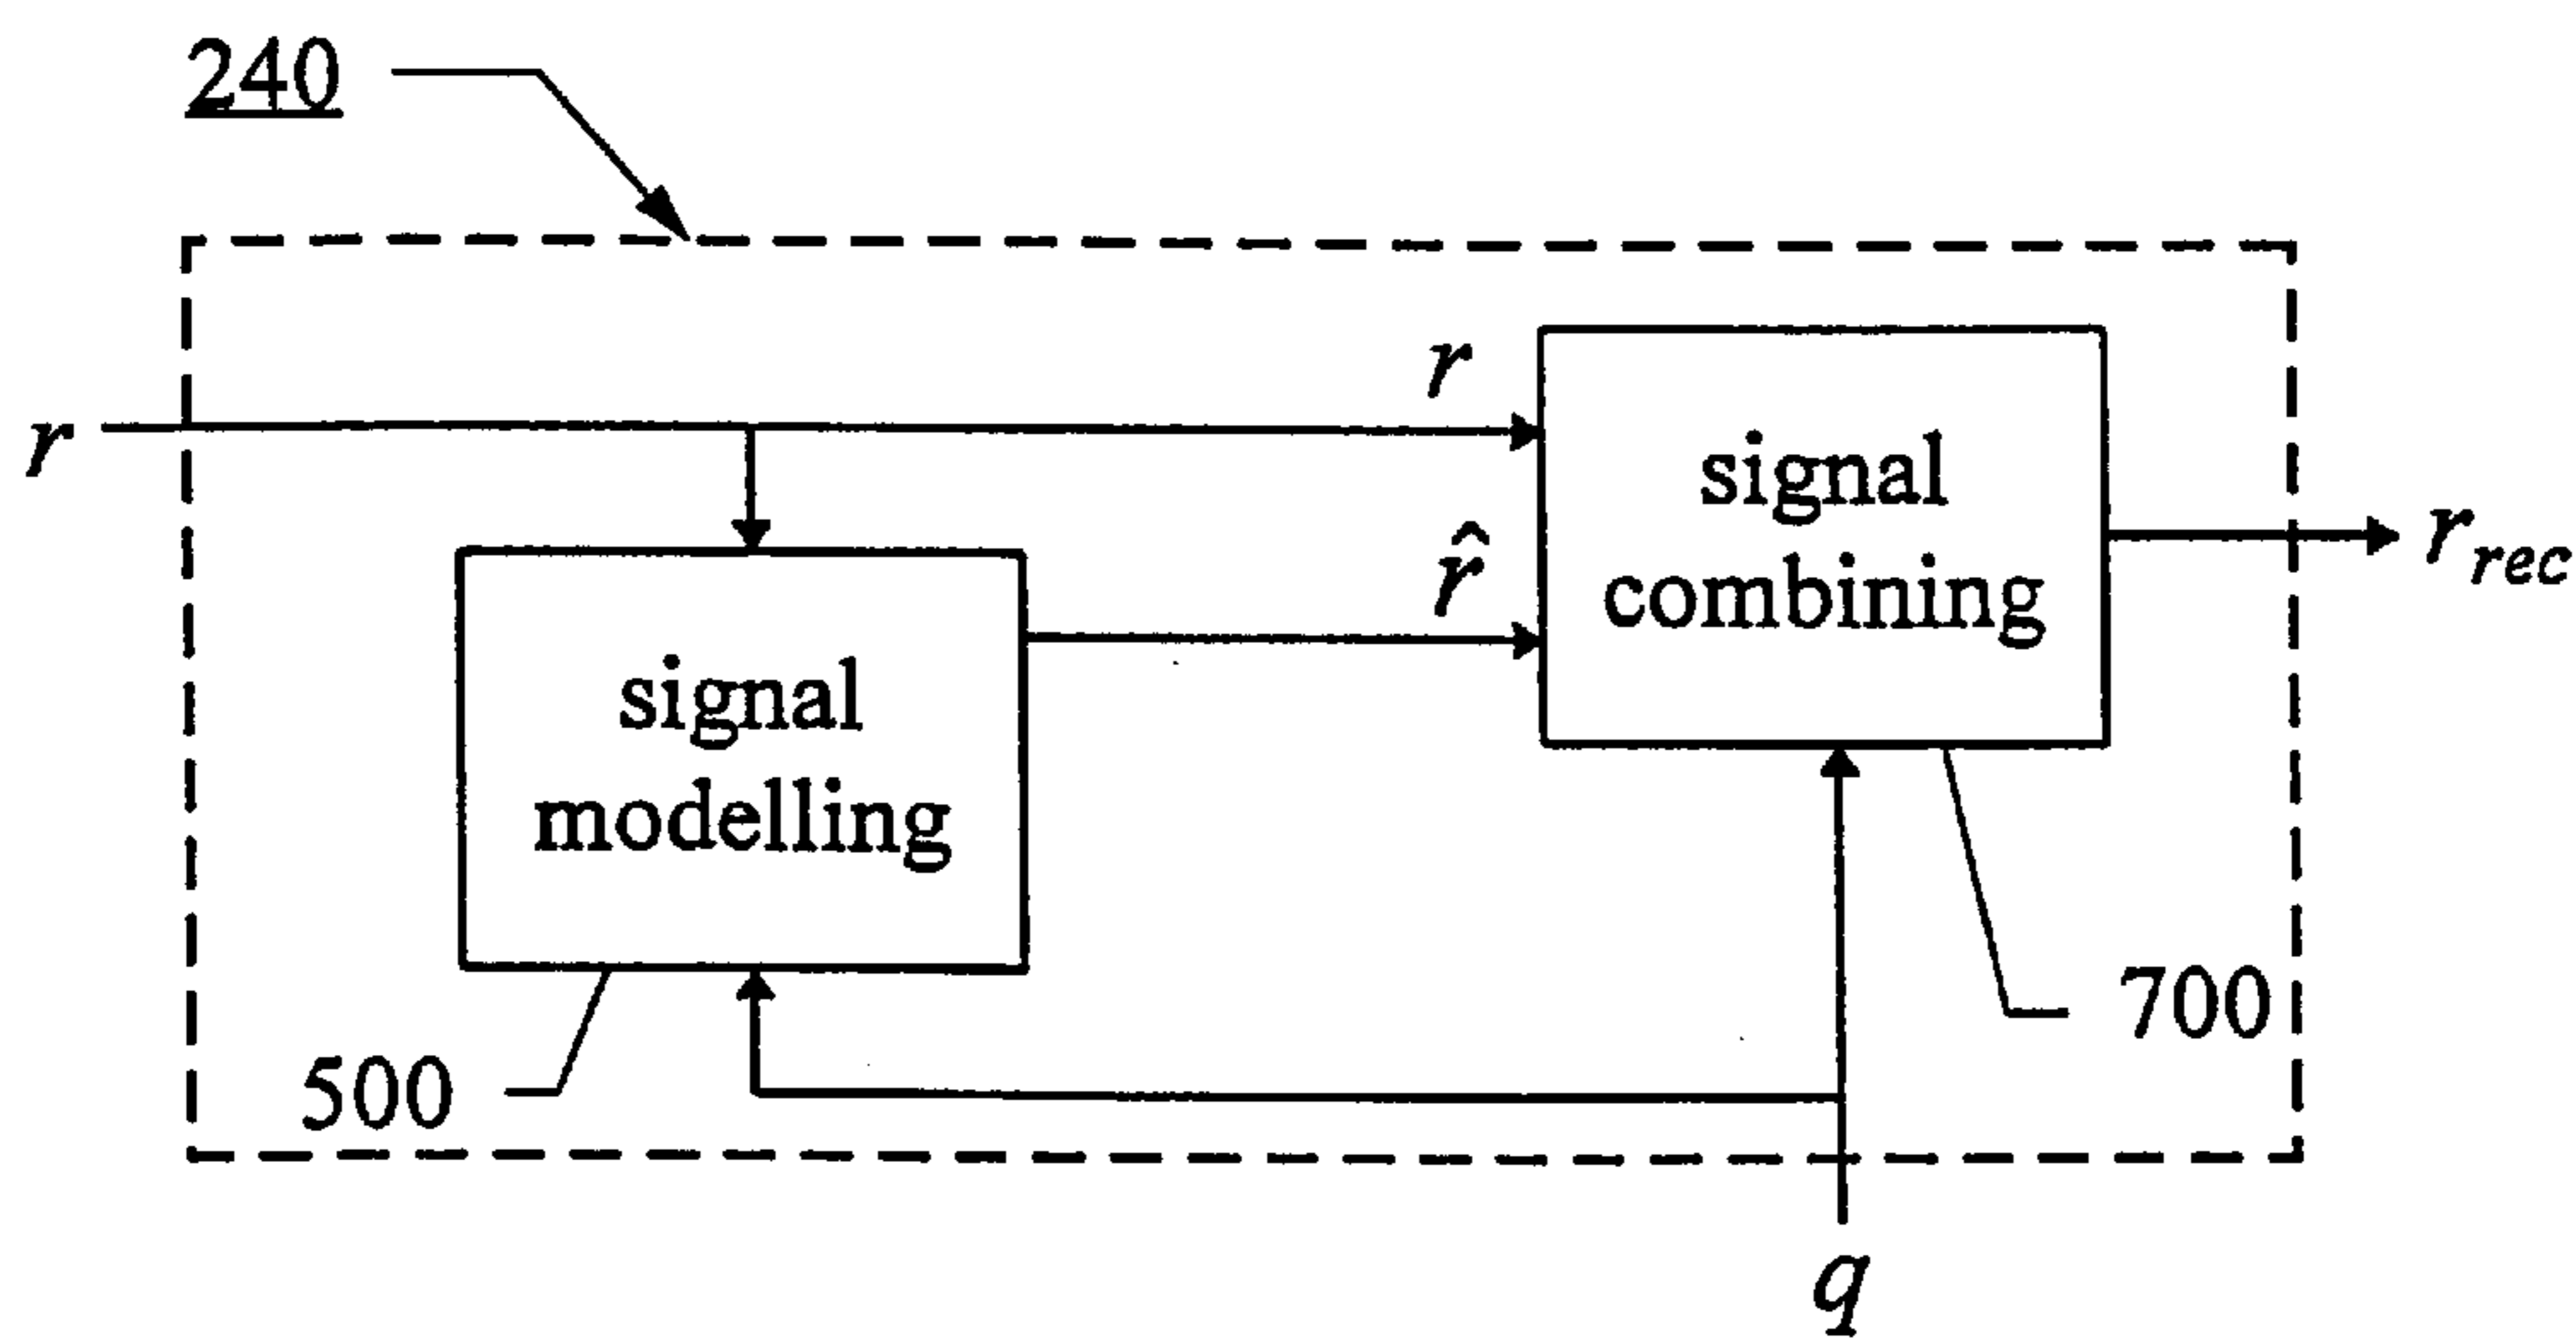 240
r
r
r̂
signal
combining
r_rec
signal
modelling
500
700
q